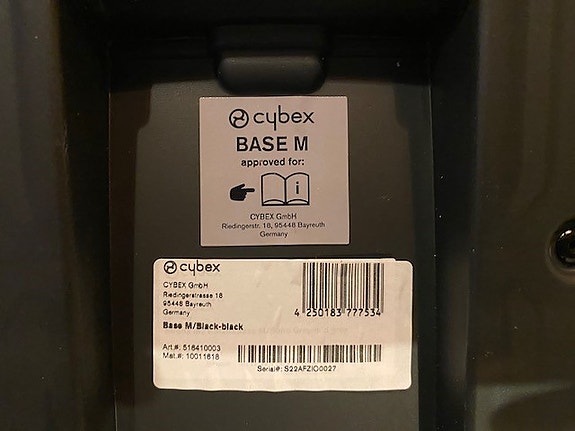 cybex
BASE M
approved for:
i
CYBEX GmbH
Riedingerstr. 18, 95448 Bayreuth
Germany
cybex
CYBEX GmbH
Riedingerstrasse 18
95448 Bayreuth
Germany
4 250183 777534
Base M/Black-black
Art.#: 516410003
Mat.#: 10011618
Serial#: S22AFZIO0027